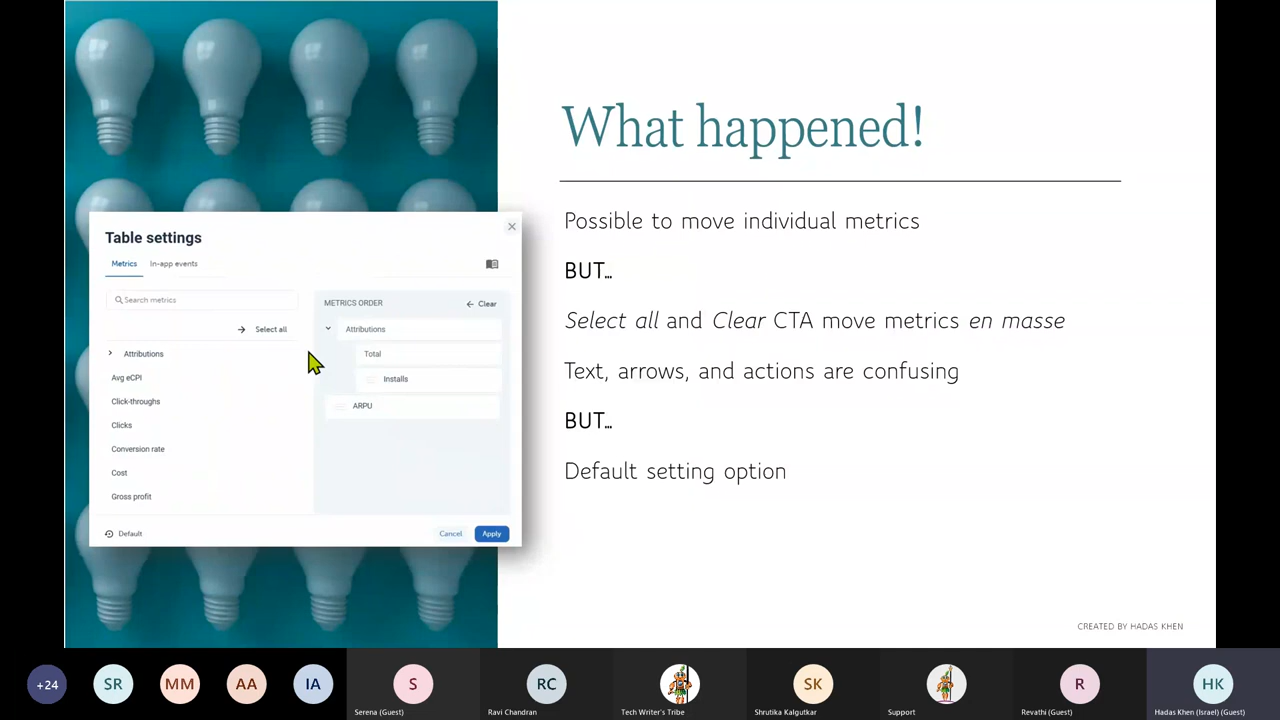 What happened!
Possible to move individual metrics
BUT...
Select all and Clear CTA move metrics en masse
Text, arrows, and actions are confusing
BUT...
Default setting option
CREATED BY HADAS KHEN
Table settings
Metrics
In-app events
Search metrics
Select all
Attributions
Avg eCPI
Click-throughs
Clicks
Conversion rate
Cost
Gross profit
METRICS ORDER
Clear
Attributions
Total
Installs
ARPU
Default
Cancel
Apply
+24
SR
MM
AA
IA
S
Serena (Guest)
RC
Ravi Chandran
Tech Writer's Tribe
SK
Shrutika Kalgutkar
Support
R
Revathi (Guest)
HK
Hadas Khen (Israel) (Guest)